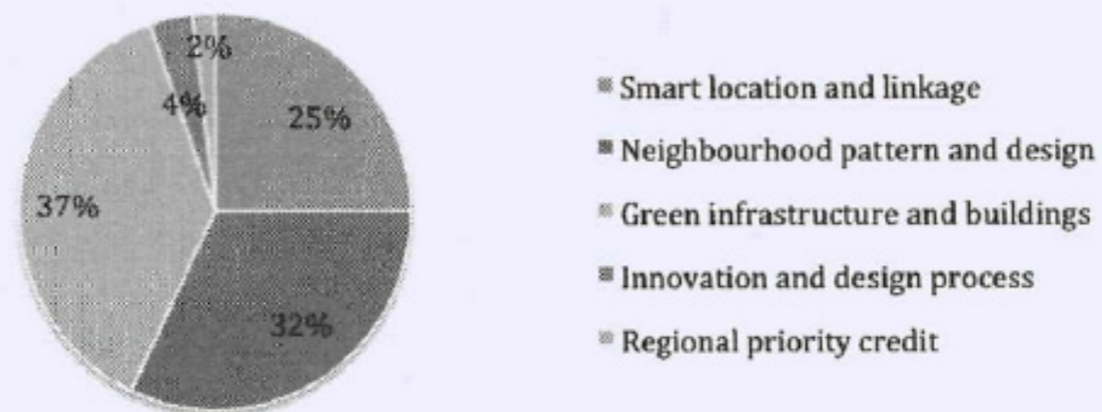 2%
4%
25%
37%
32%
Smart location and linkage
Neighbourhood pattern and design
Green infrastructure and buildings
Innovation and design process
Regional priority credit